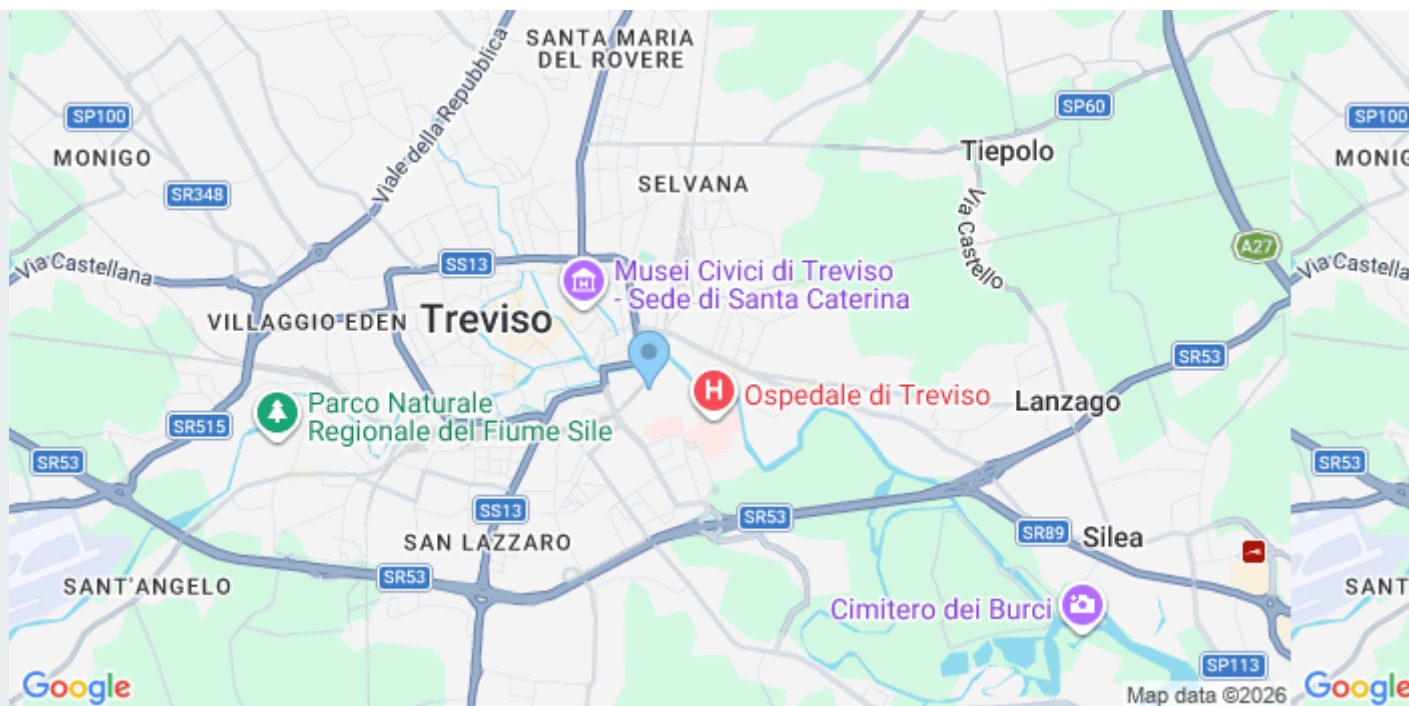 SANTA MARIA
DEL ROVERE
Viale della Repubblica
SP100
MONIGO
SR348
SP60
Tiepolo
SELVANA
Via Castello
SP100
MONIG
A27
Via Castellana
SS13
Musei Civici di Treviso
- Sede di Santa Caterina
Via Castella
VILLAGGIO EDEN
Treviso
SR53
H
Ospedale di Treviso
Lanzago
Parco Naturale
Regionale del Fiume Sile
SR515
SR53
SR53
SS13
SR53
SR89
Silea
SAN LAZZARO
SR53
SANT'ANGELO
SANT'
Cimitero dei Burci
SP113
Google
Map data ©2026
Google